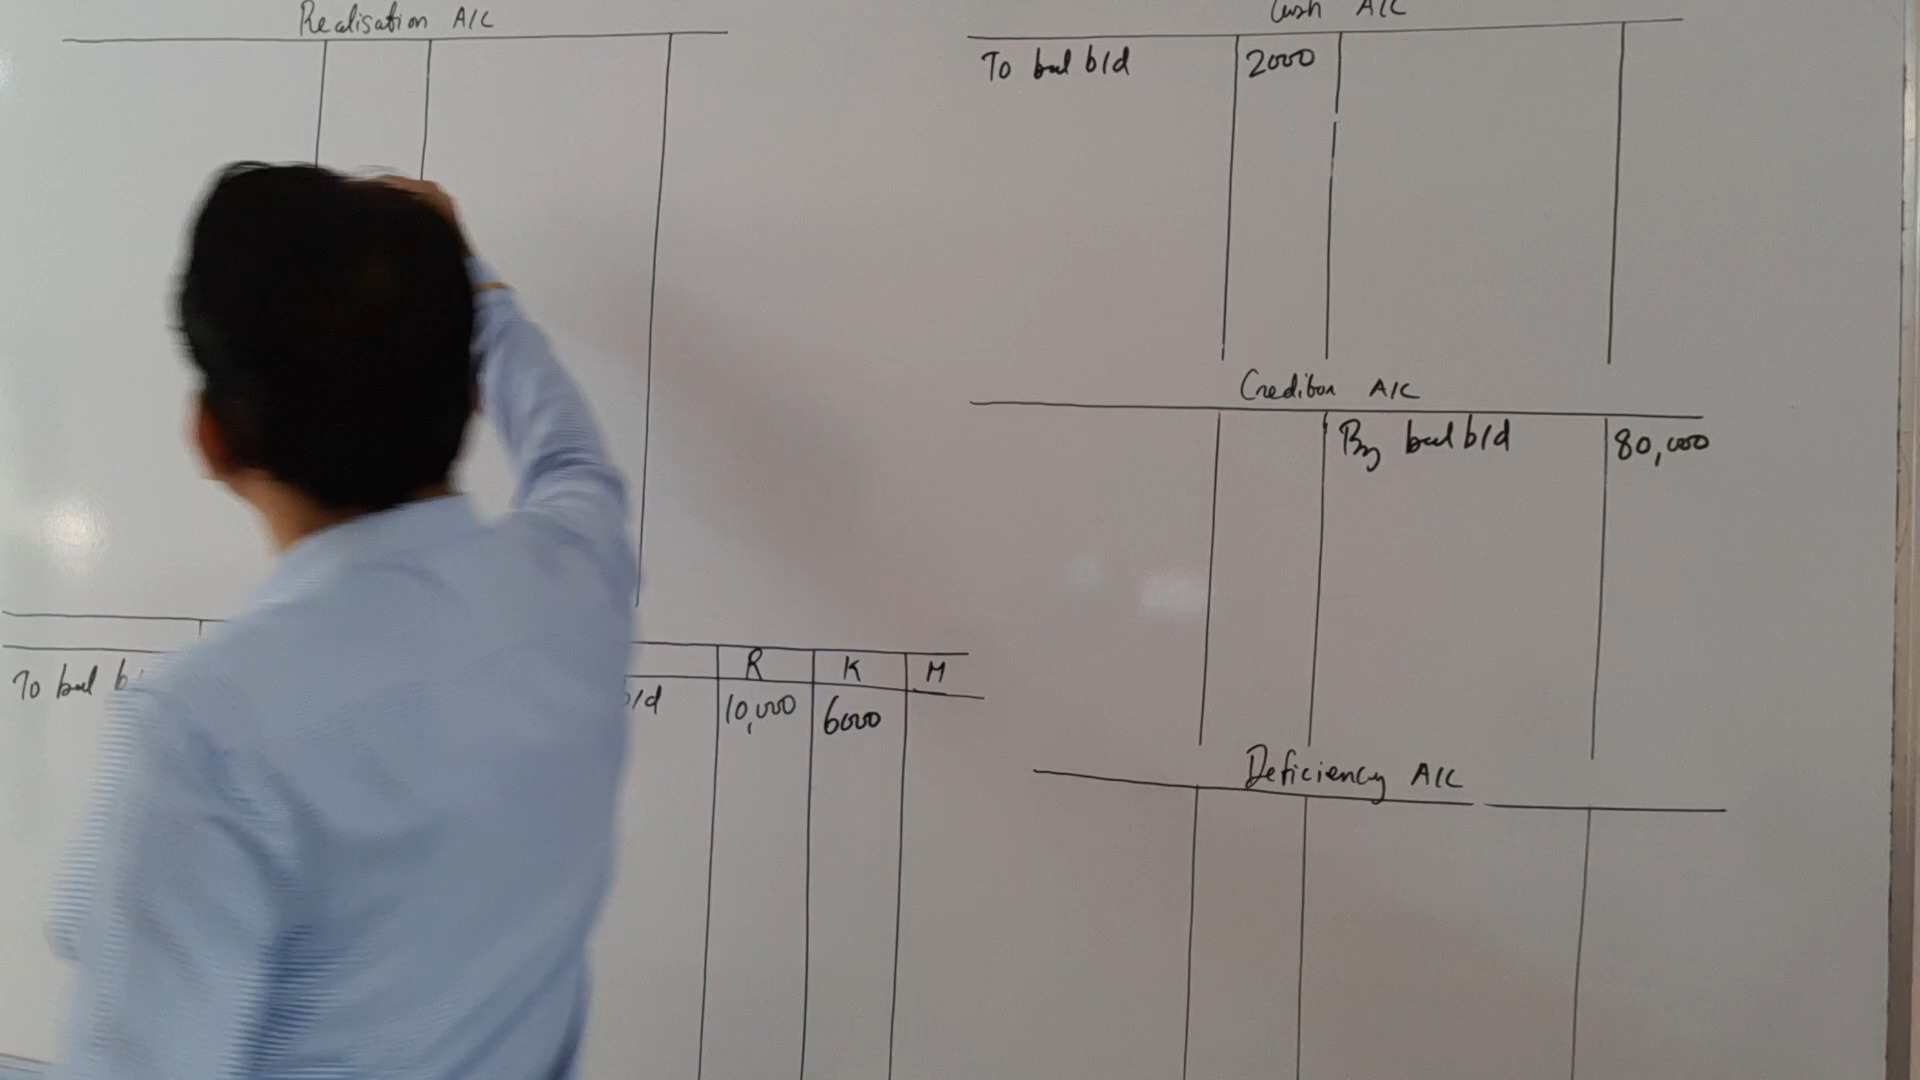 Realisation A/C
Cash A/C
To bal b/d 2000
Creditors A/C
By bal b/d 80,000
R K M
To bal b/
b/d 10,000 6000
Deficiency A/C